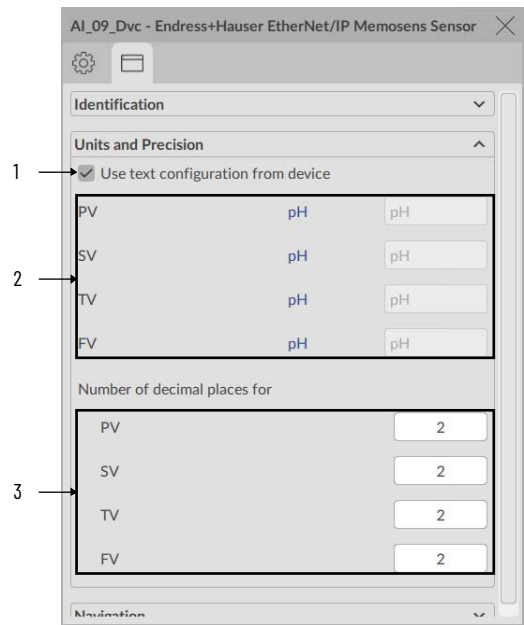 AI_09_Dvc - Endress+Hauser EtherNet/IP Memosens Sensor
Identification
Units and Precision
1
Use text configuration from device
PV pH pH
SV pH pH
2
TV pH pH
FV pH pH
Number of decimal places for
PV 2
SV 2
3
TV 2
FV 2
Navigation